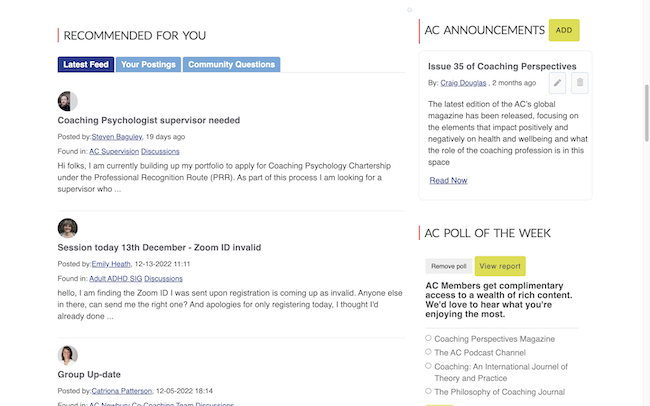 RECOMMENDED FOR YOU
Latest Feed
Your Postings
Community Questions
Coaching Psychologist supervisor needed
Posted by:Steven Baguley, 19 days ago
Found in: AC Supervision Discussions
Hi folks, I am currently building up my portfolio to apply for Coaching Psychology Chartership
under the Professional Recognition Route (PRR). As part of this process I am looking for a
supervisor who ...
Session today 13th December - Zoom ID invalid
Posted by:Emily Heath, 12-13-2022 11:11
Found in: Adult ADHD SIG Discussions
hello, I am finding the Zoom ID I was sent upon registration is coming up as invalid. Anyone else
in there, can send me the right one? And apologies for only registering today, I thought I'd
already done ...
Group Up-date
Posted by:Catriona Patterson, 12-05-2022 18:14
Found in: AC Newbury Co-Coaching Team Discussions
AC ANNOUNCEMENTS
ADD
Issue 35 of Coaching Perspectives
By: Craig Douglas , 2 months ago
The latest edition of the AC's global
magazine has been released, focusing on
the elements that impact positively and
negatively on health and wellbeing and what
the role of the coaching profession is in this
space
Read Now
AC POLL OF THE WEEK
Remove poll
View report
AC Members get complimentary
access to a wealth of rich content.
We'd love to hear what you're
enjoying the most.
Coaching Perspectives Magazine
The AC Podcast Channel
Coaching: An International Journel of
Theory and Practice
The Philosophy of Coaching Journal